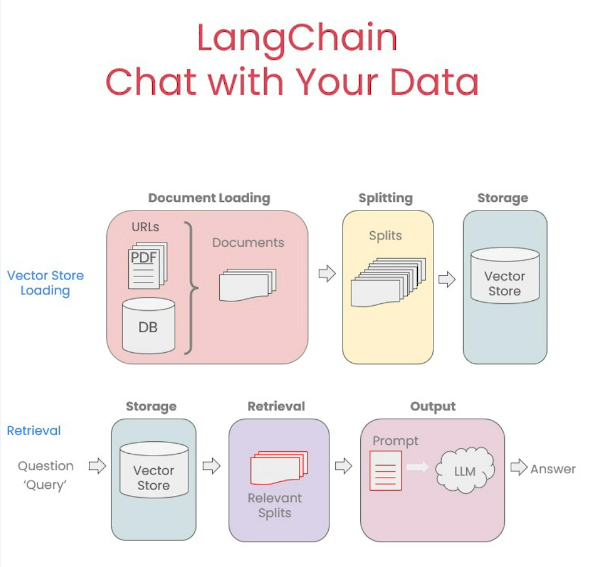 LangChain
Chat with Your Data
Document Loading
Splitting
Storage
URLs
PDF
DB
Documents
Splits
Vector
Store
Vector Store
Loading
Storage
Retrieval
Output
Retrieval
Question
‘Query’
Vector
Store
Relevant
Splits
Prompt
LLM
Answer